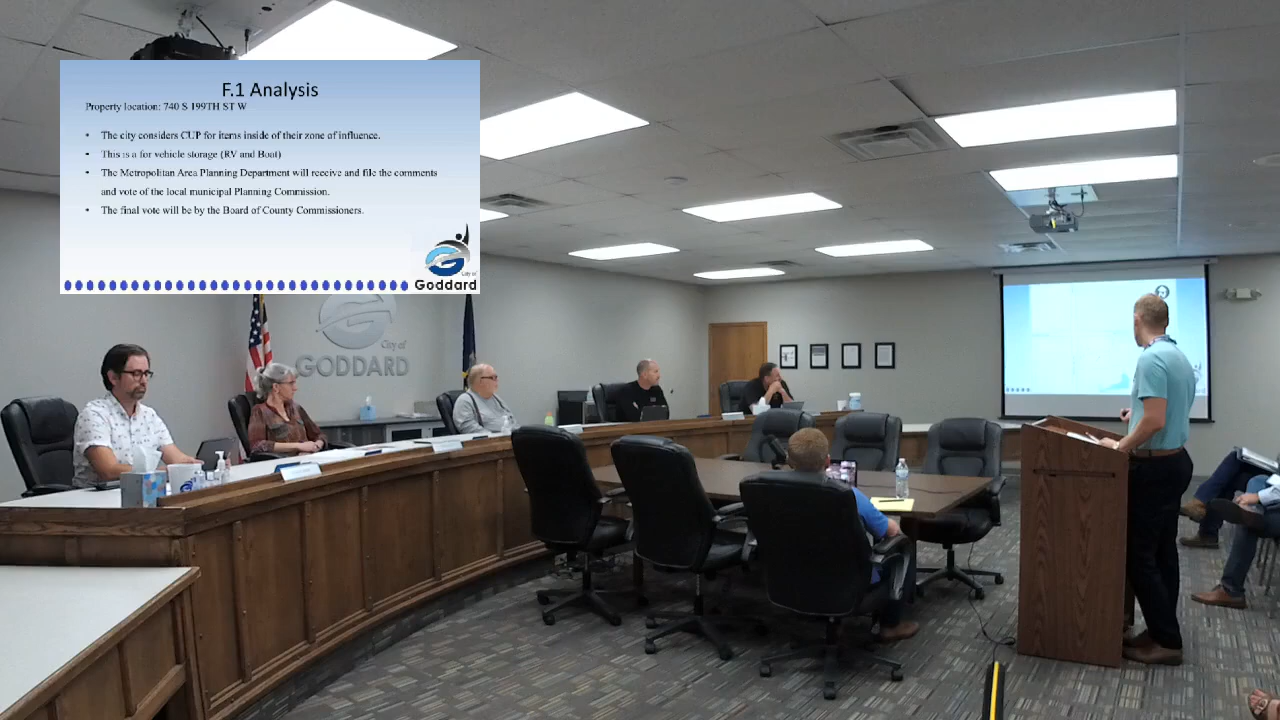 F.1 Analysis
Property location: 740 S 199TH ST W
• The city considers CUP for items inside of their zone of influence.
• This is a for vehicle storage (RV and Boat)
• The Metropolitan Area Planning Department will receive and file the comments
and vote of the local municipal Planning Commission.
• The final vote will be by the Board of County Commissioners.
City of
Goddard
City of
GODDARD